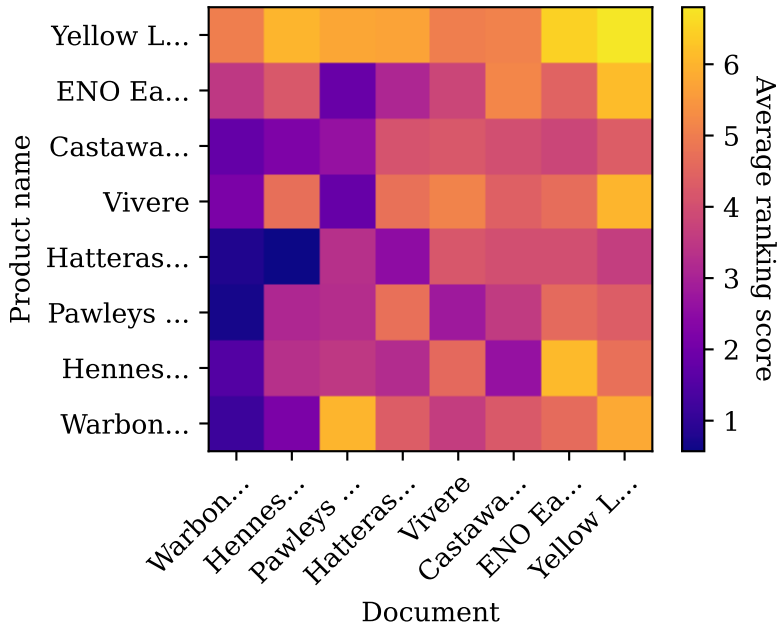 Yellow L...
ENO Ea...
Castawa...
Vivere
Hatteras...
Pawleys ...
Hennes...
Warbon...
Product name
Warbon...
Hennes...
Pawleys ...
Hatteras...
Vivere
Castawa...
ENO Ea...
Yellow L...
Document
6
5
4
3
2
1
Average ranking score